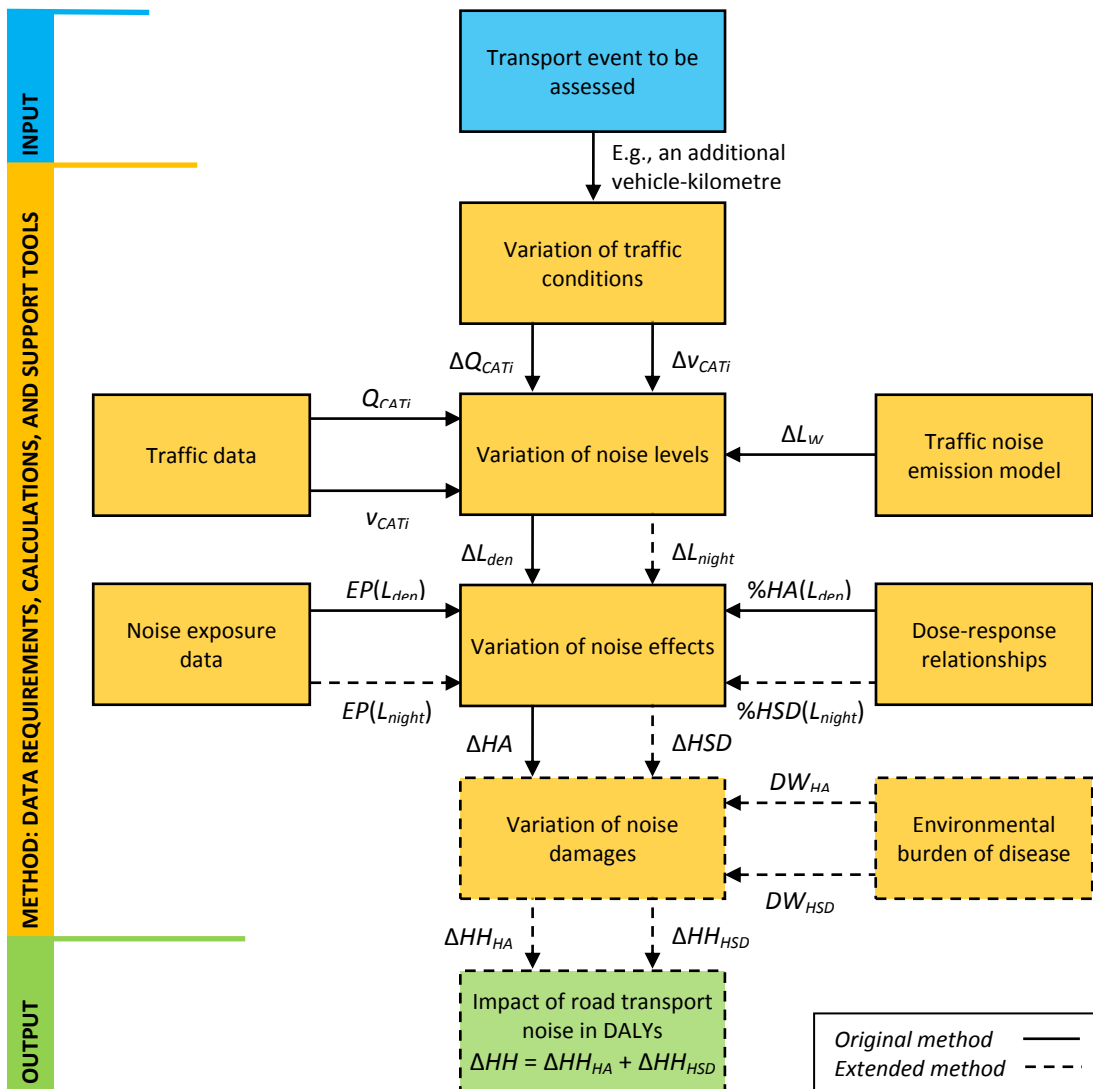 INPUT
METHOD: DATA REQUIREMENTS, CALCULATIONS, AND SUPPORT TOOLS
OUTPUT
Transport event to be
assessed
E.g., an additional
vehicle-kilometre
Variation of traffic
conditions
ΔQCATi
ΔvCATi
Traffic data
QCATi
vCATi
Variation of noise levels
ΔLW
Traffic noise
emission model
ΔLden
ΔLnight
Noise exposure
data
EP(Lden)
EP(Lnight)
Variation of noise effects
%HA(Lden)
%HSD(Lnight)
Dose-response
relationships
ΔHA
ΔHSD
Variation of noise
damages
DWHA
DWHSD
Environmental
burden of disease
ΔHHHA
ΔHHHSD
Impact of road transport
noise in DALYs
ΔHH = ΔHHHA + ΔHHHSD
Original method
Extended method